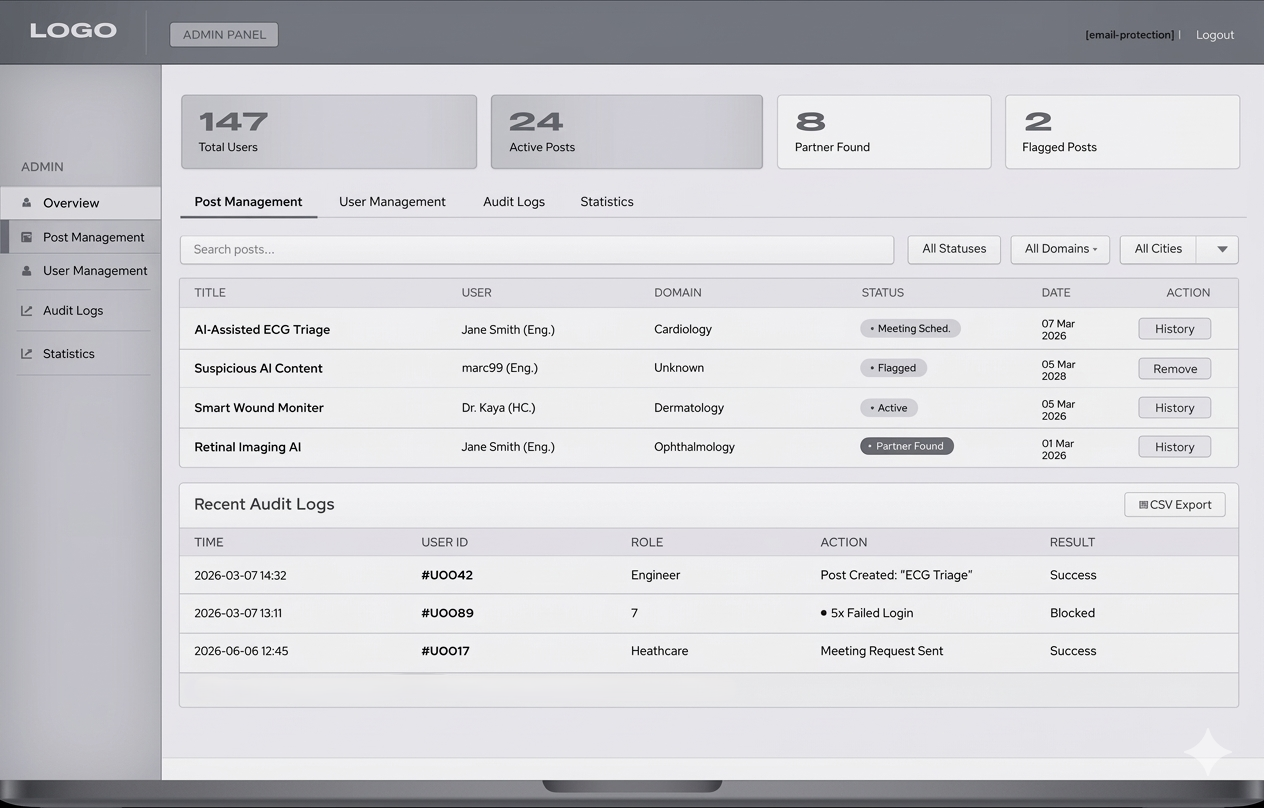 LOGO
ADMIN PANEL
[email-protection] | Logout
ADMIN
Overview
Post Management
User Management
Audit Logs
Statistics
147
Total Users
24
Active Posts
8
Partner Found
2
Flagged Posts
Post Management User Management Audit Logs Statistics
Search posts... All Statuses All Domains All Cities
TITLE USER DOMAIN STATUS DATE ACTION
AI-Assisted ECG Triage Jane Smith (Eng.) Cardiology • Meeting Sched. 07 Mar 2026 History
Suspicious AI Content marc99 (Eng.) Unknown • Flagged 05 Mar 2028 Remove
Smart Wound Moniter Dr. Kaya (HC.) Dermatology • Active 05 Mar 2026 History
Retinal Imaging AI Jane Smith (Eng.) Ophthalmology • Partner Found 01 Mar 2026 History
Recent Audit Logs CSV Export
TIME USER ID ROLE ACTION RESULT
2026-03-07 14:32 #U0042 Engineer Post Created: "ECG Triage" Success
2026-03-07 13.11 #U0089 7 • 5x Failed Login Blocked
2026-06-06 12:45 #U0017 Heathcare Meeting Request Sent Success